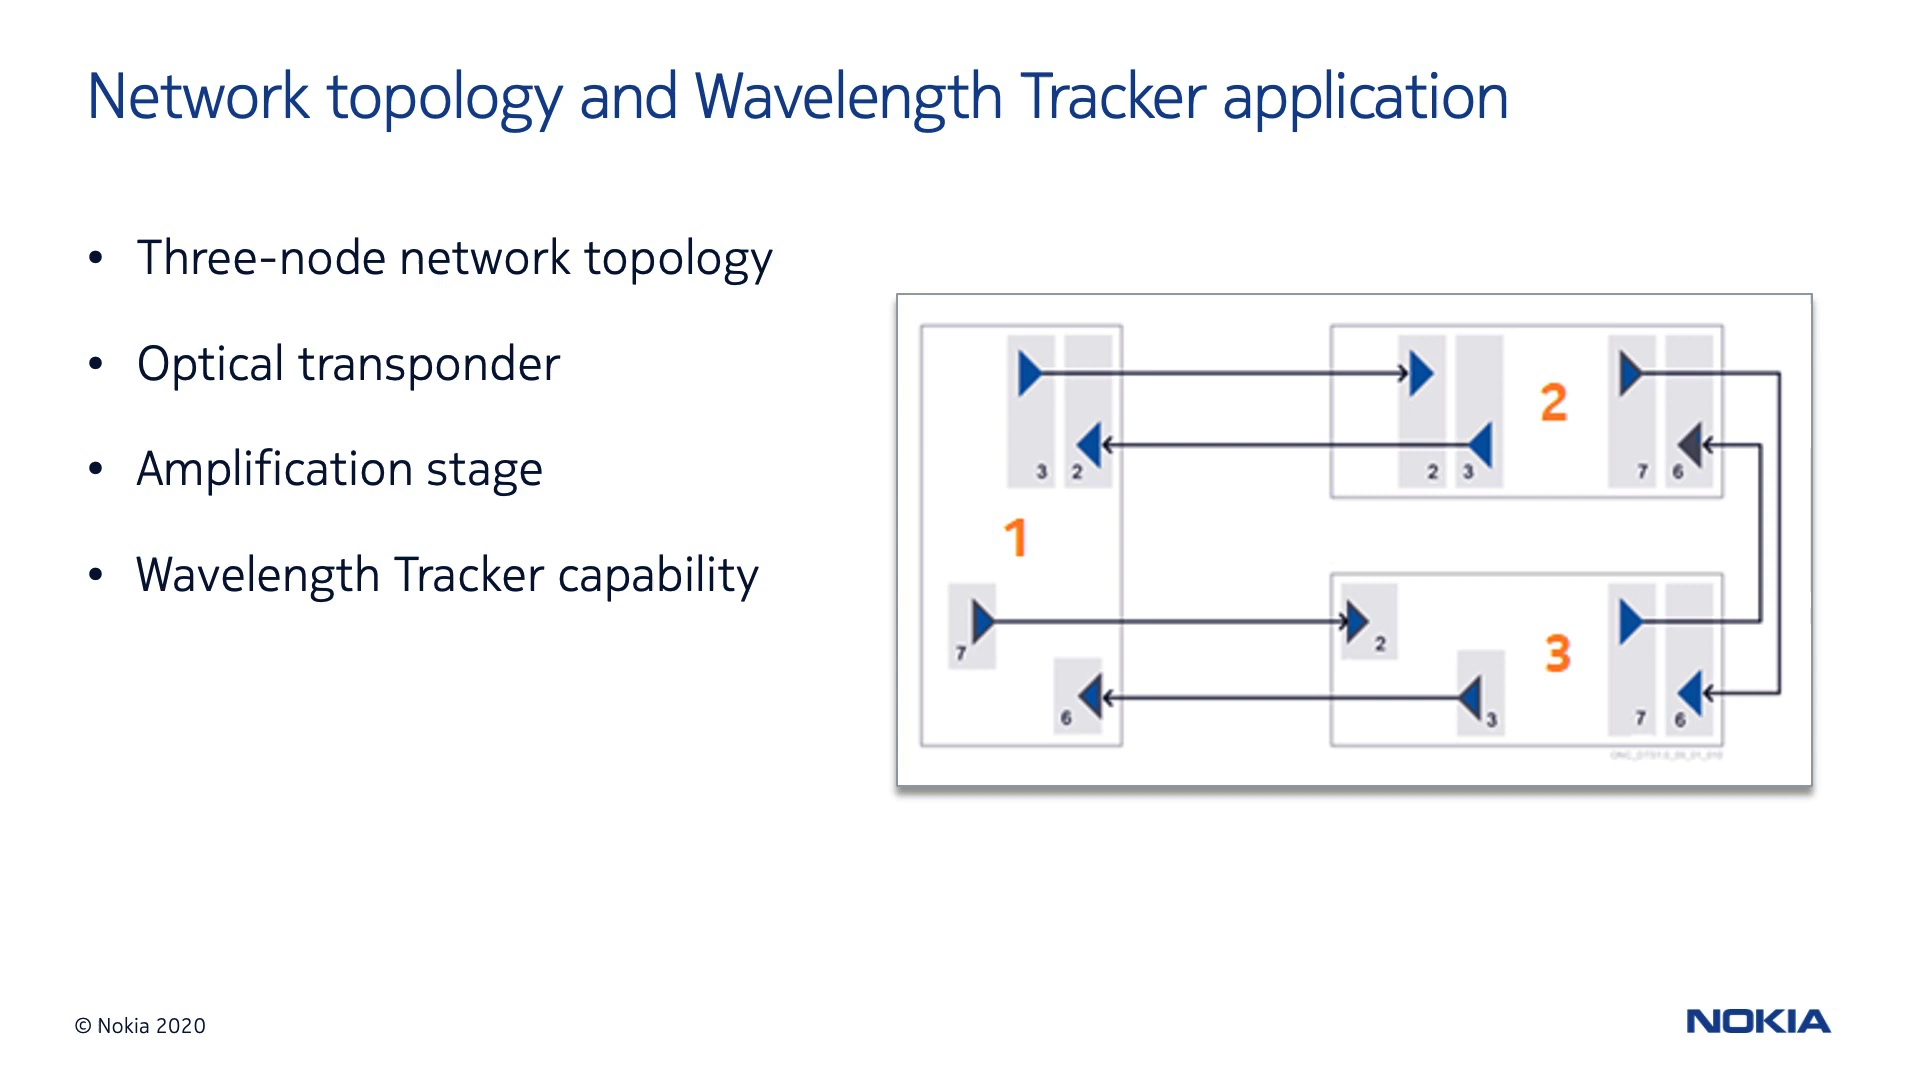 Network topology and Wavelength Tracker application
• Three-node network topology
• Optical transponder
• Amplification stage
• Wavelength Tracker capability
3 2
2 3
2
7 6
1
7
6
2
3
3
7 6
© Nokia 2020
NOKIA